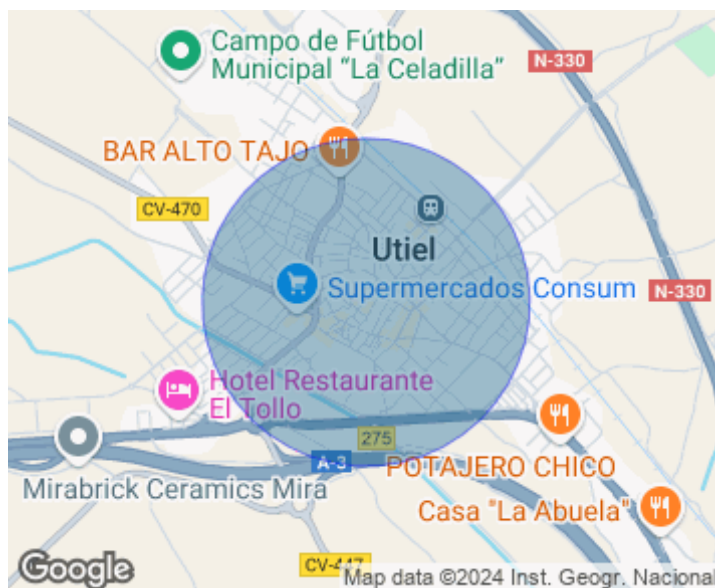 Campo de Fútbol
Municipal “La Celadilla”
N-330
BAR ALTO TAJO
CV-470
Utiel
Supermercados Consum
N-330
Hotel Restaurante
El Tollo
275
A-3
POTAJERO CHICO
Mirabrick Ceramics Mira
Casa "La Abuela"
CV-447
Google
Map data ©2024 Inst. Geogr. Nacional